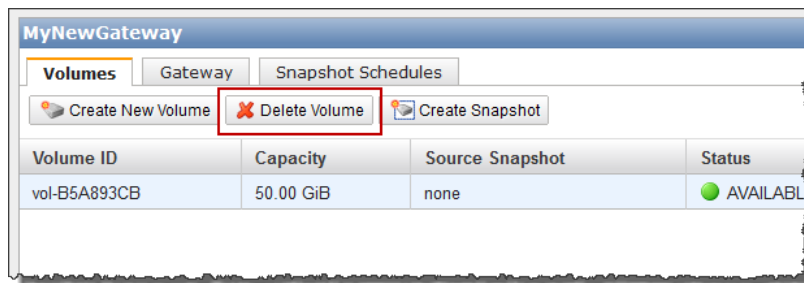 MyNewGateway
Volumes Gateway Snapshot Schedules
Create New Volume Delete Volume Create Snapshot
Volume ID Capacity Source Snapshot Status
vol-B5A893CB 50.00 GiB none AVAILABL